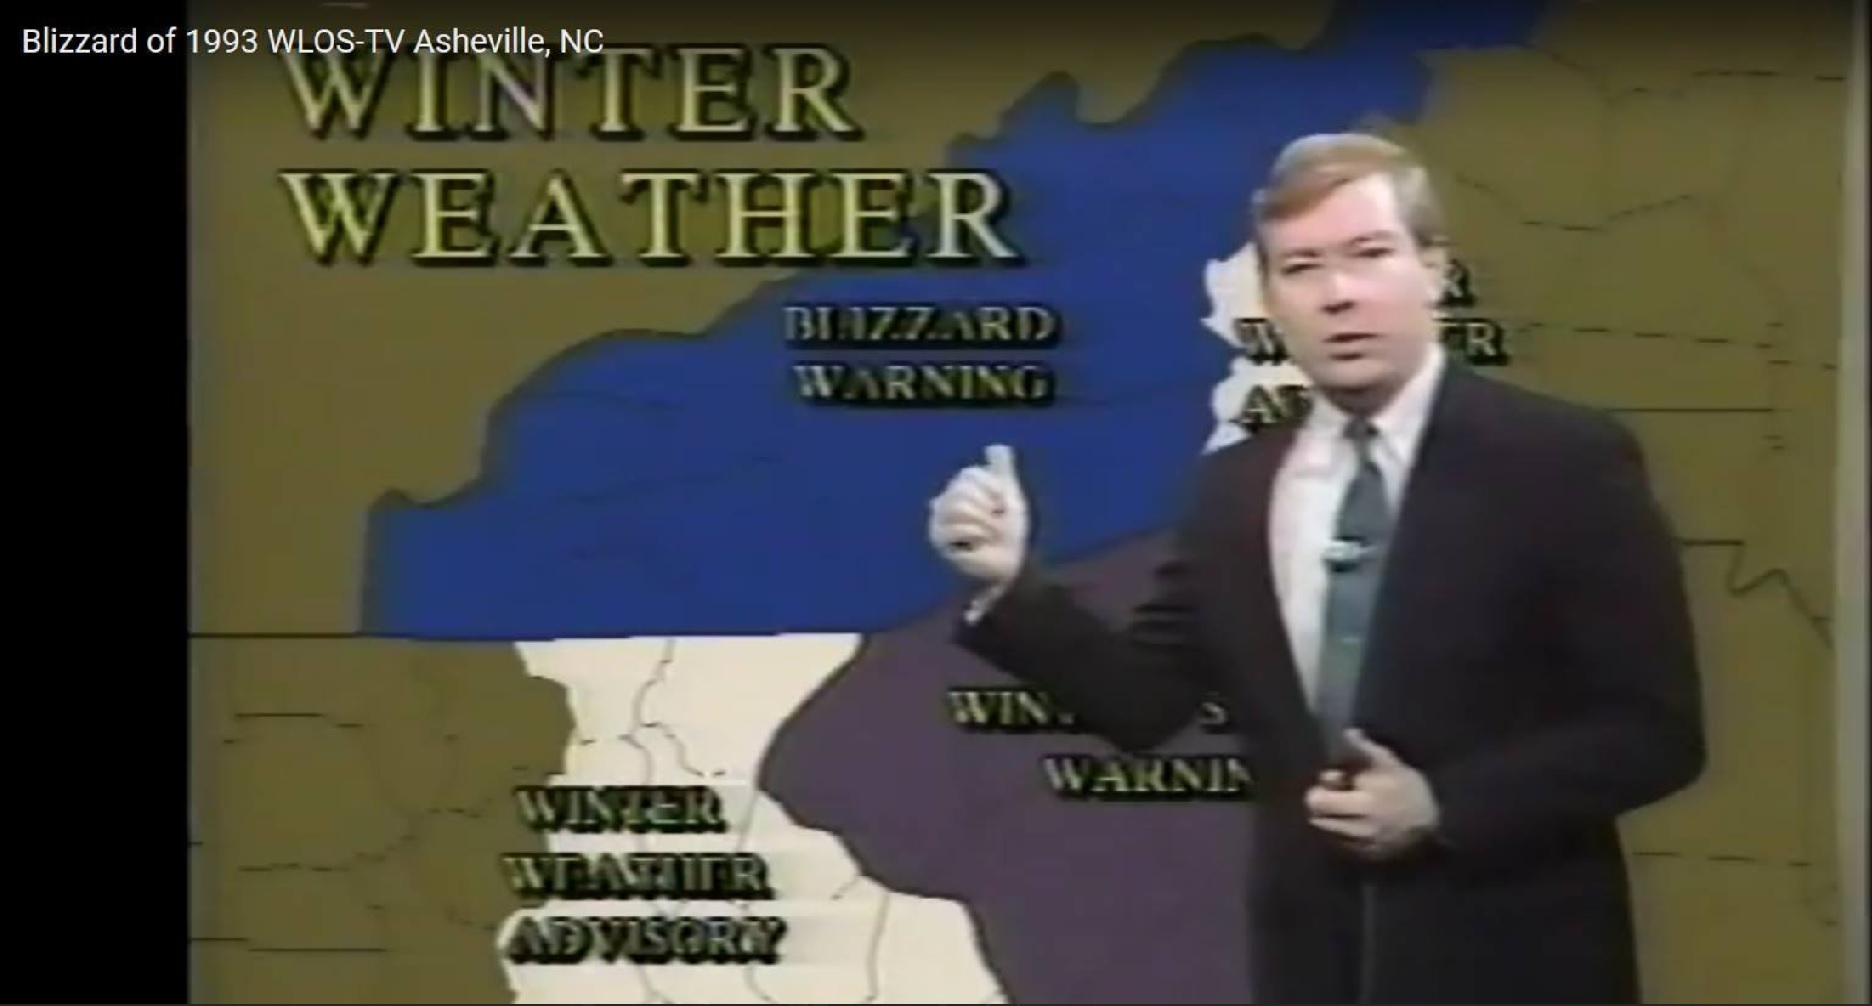 Blizzard of 1993 WLOS-TV Asheville, NC
WINTER
WEATHER
BLIZZARD
WARNING
WINTER
WEATHER
ADVISORY